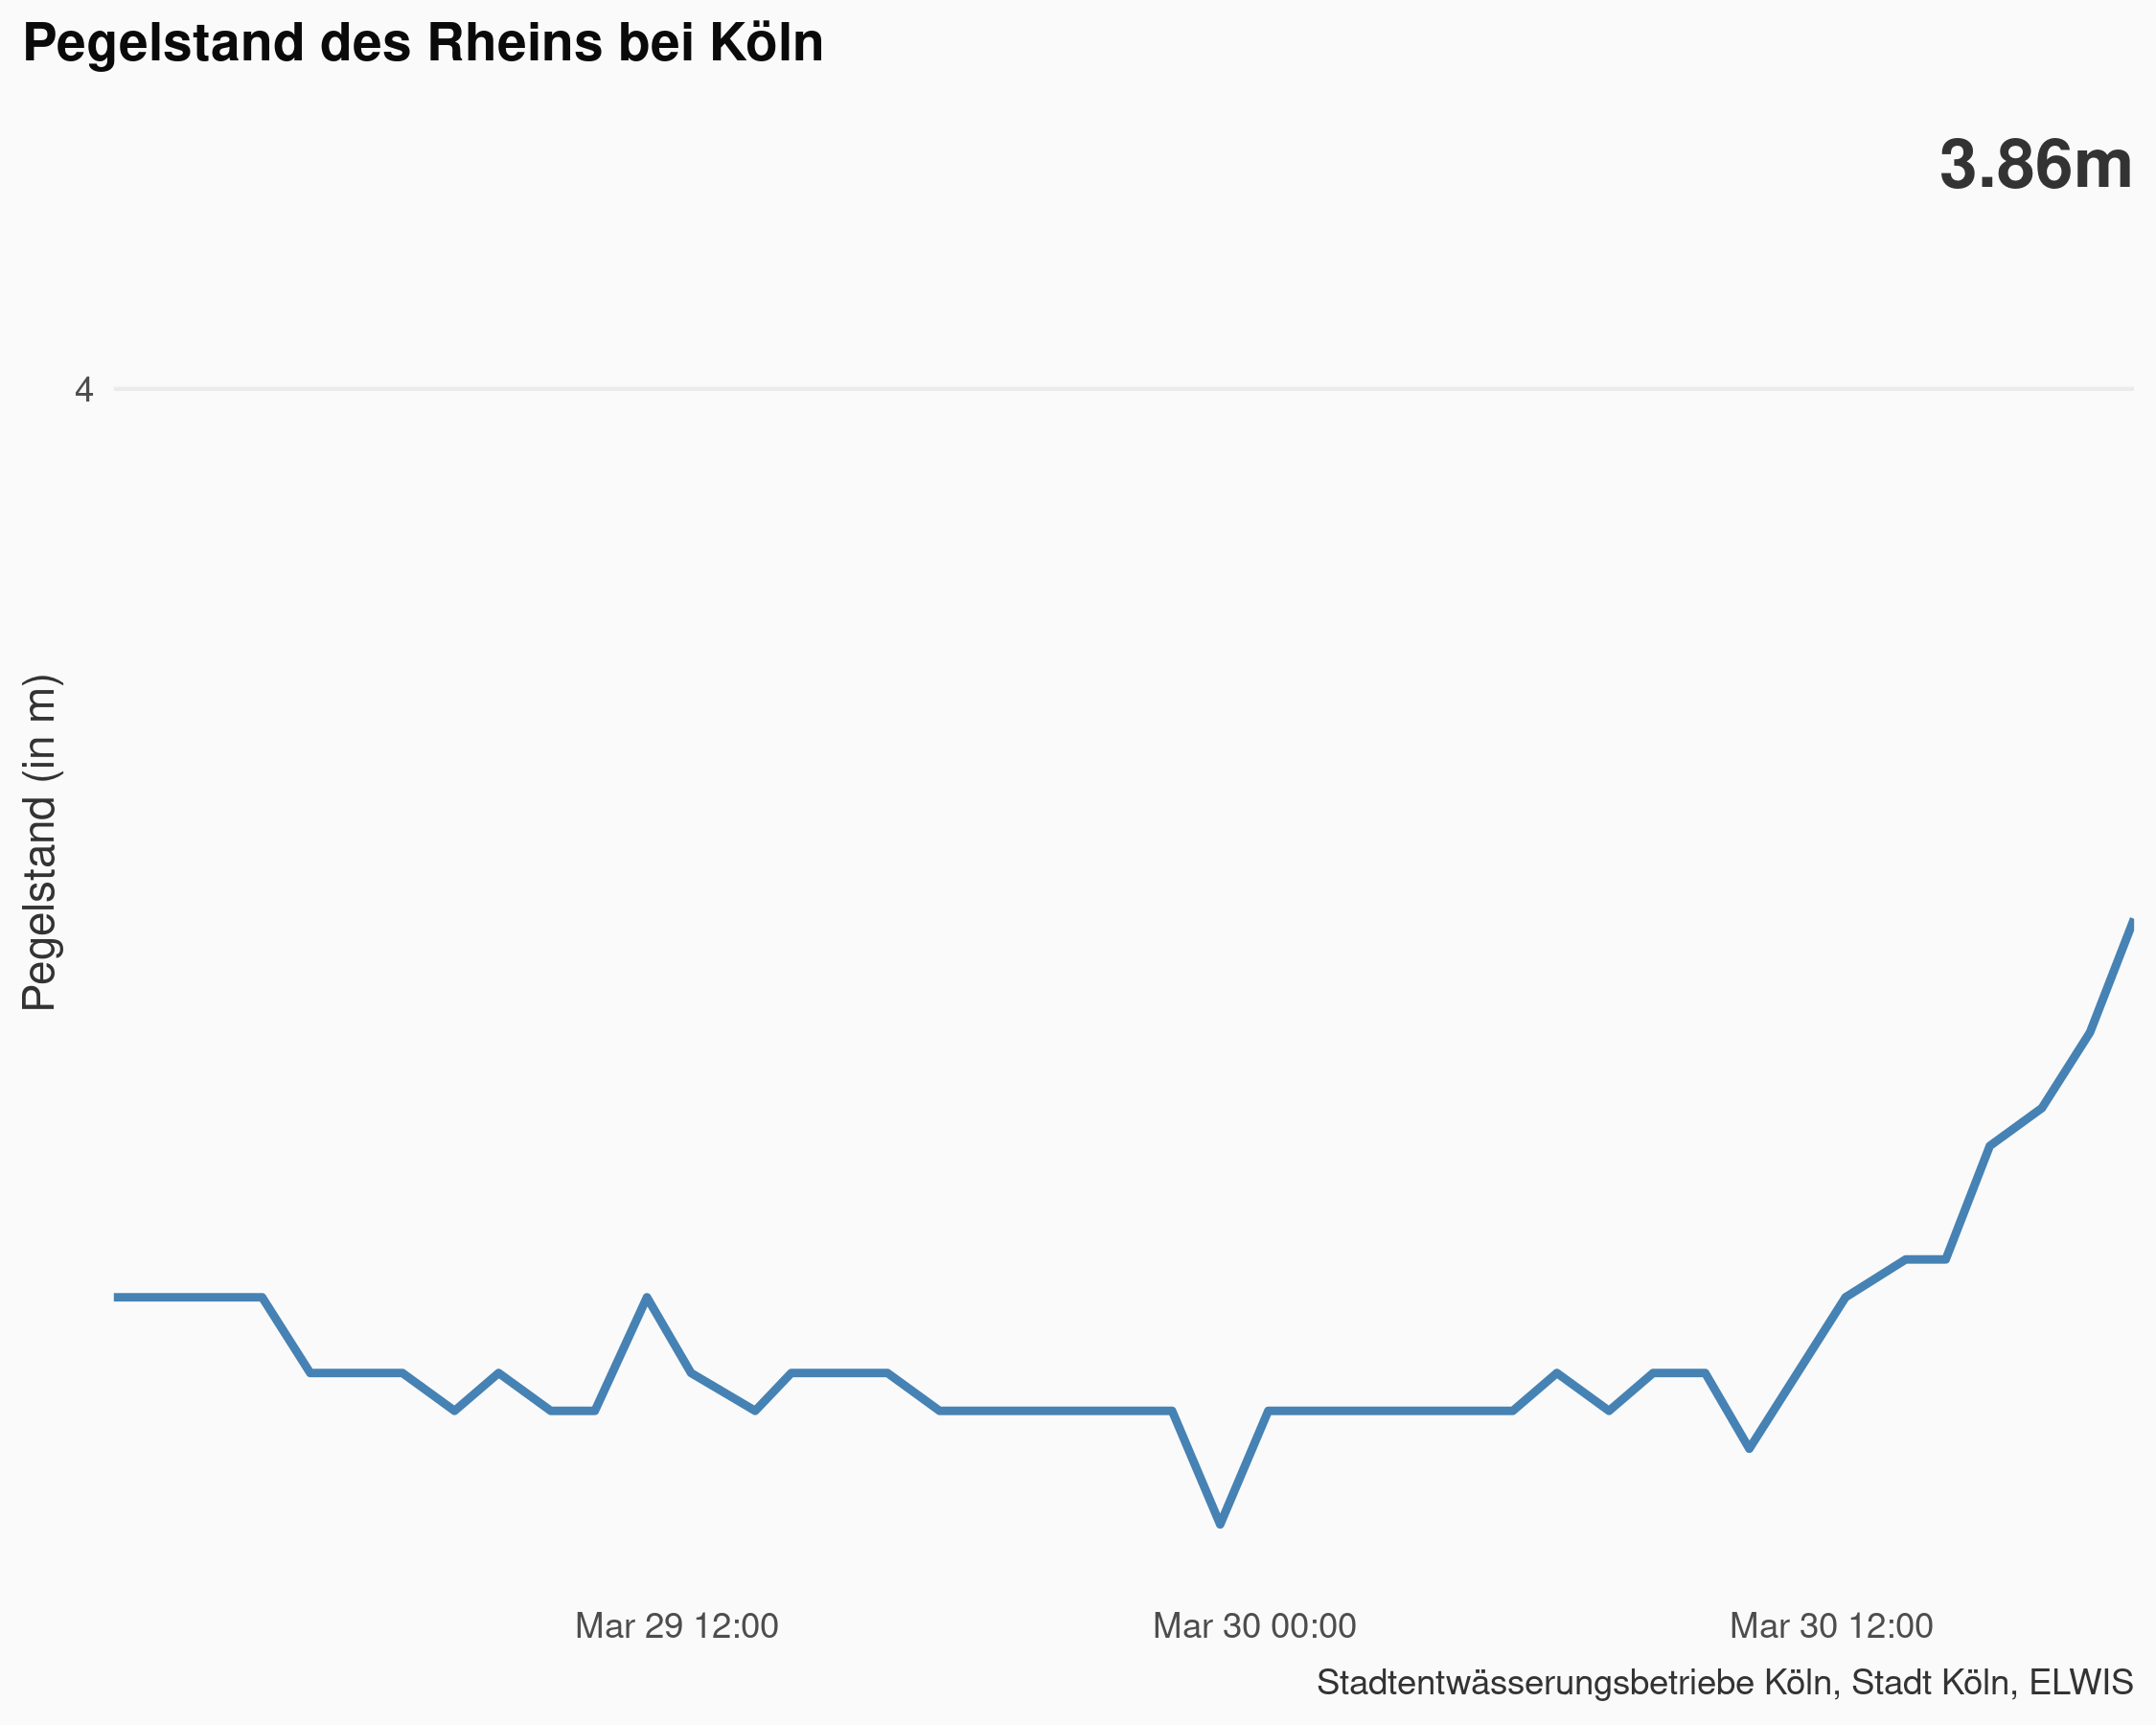 Pegelstand des Rheins bei Köln
3.86m
4
Pegelstand (in m)
Mar 29 12:00
Mar 30 00:00
Mar 30 12:00
Stadtentwässerungsbetriebe Köln, Stadt Köln, ELWIS